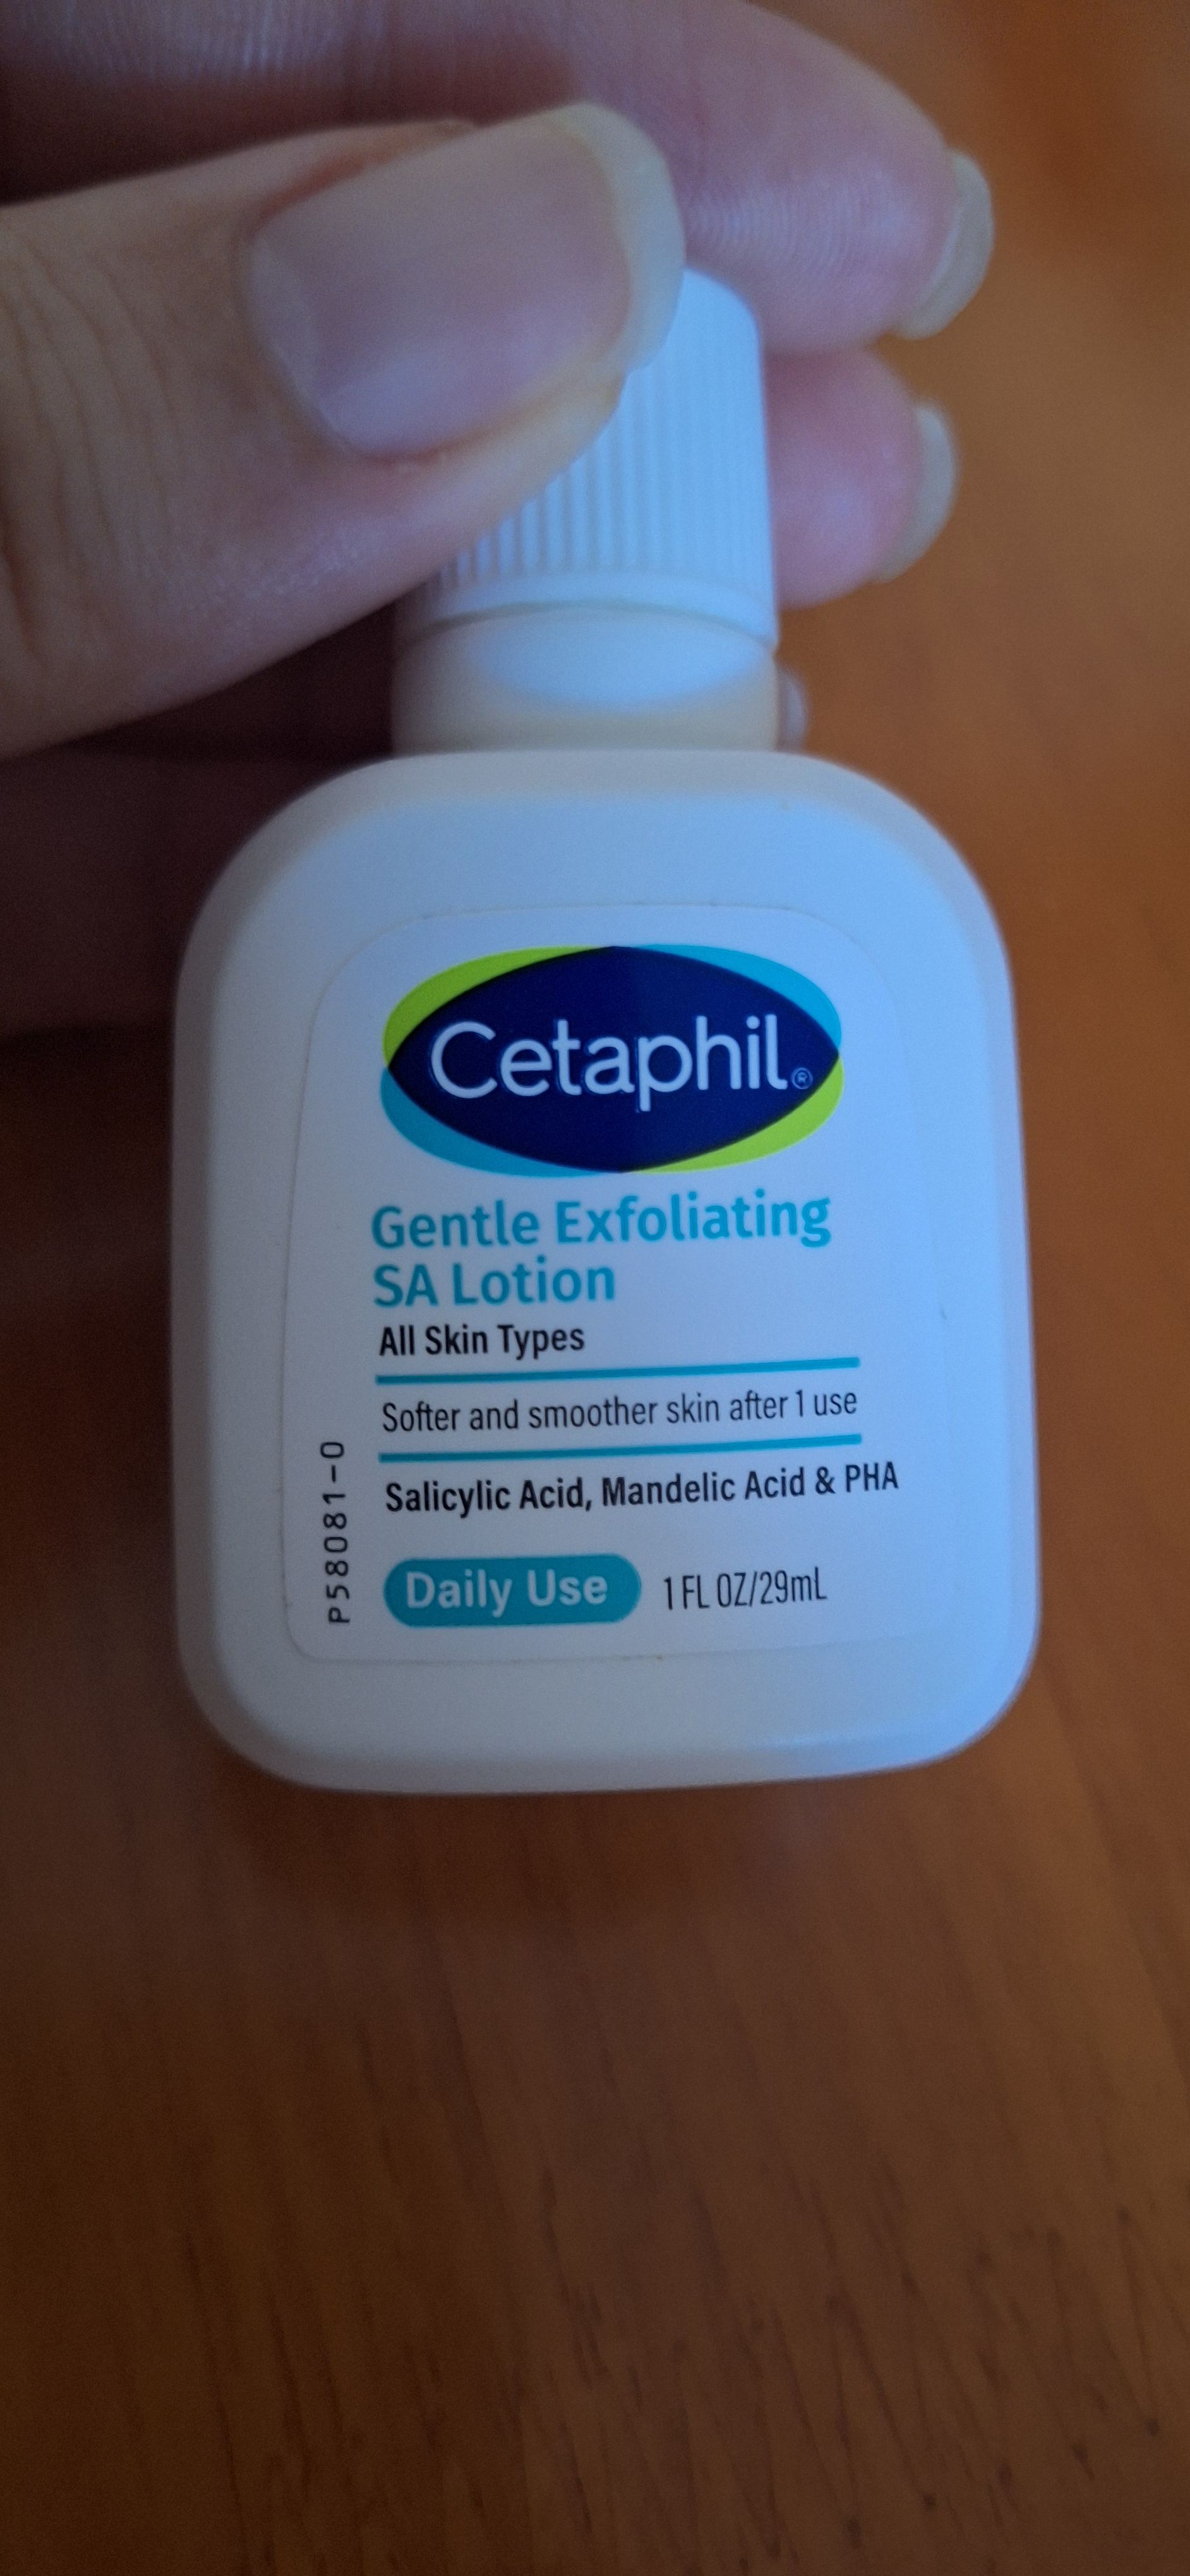 Cetaphil®
Gentle Exfoliating
SA Lotion
All Skin Types
Softer and smoother skin after 1 use
Salicylic Acid, Mandelic Acid & PHA
Daily Use 1 FL OZ/29mL
P58081-0